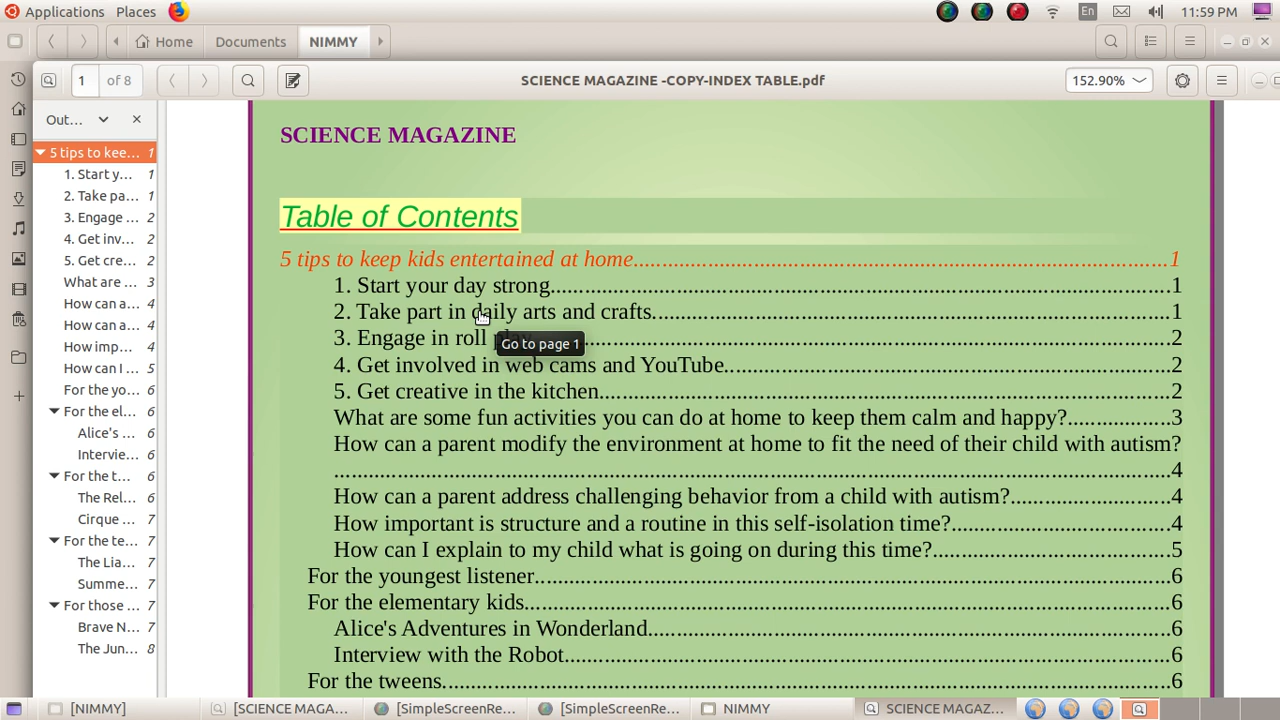 Applications Places En 11:59 PM
Home Documents NIMMY
1 of 8 SCIENCE MAGAZINE -COPY-INDEX TABLE.pdf 152.90%
Out...
5 tips to kee... 1
1. Start y... 1
2. Take pa... 1
3. Engage ... 2
4. Get inv... 2
5. Get cre... 2
What are ... 3
How can a... 4
How can a... 4
How imp... 4
How can I ... 5
For the yo... 6
For the el... 6
Alice's ... 6
Intervie... 6
For the t... 6
The Rel... 6
Cirque ... 7
For the te... 7
The Lia... 7
Summe... 7
For those ... 7
Brave N... 7
The Jun... 8
SCIENCE MAGAZINE
Table of Contents
5 tips to keep kids entertained at home...1
1. Start your day strong...1
2. Take part in daily arts and crafts...1
3. Engage in roll ...2
Go to page 1
4. Get involved in web cams and YouTube...2
5. Get creative in the kitchen...2
What are some fun activities you can do at home to keep them calm and happy?...3
How can a parent modify the environment at home to fit the need of their child with autism?
...4
How can a parent address challenging behavior from a child with autism?...4
How important is structure and a routine in this self-isolation time?...4
How can I explain to my child what is going on during this time?...5
For the youngest listener...6
For the elementary kids...6
Alice's Adventures in Wonderland...6
Interview with the Robot...6
For the tweens...6
[NIMMY] [SCIENCE MAGA... [SimpleScreenRe... [SimpleScreenRe... NIMMY SCIENCE MAGAZ...